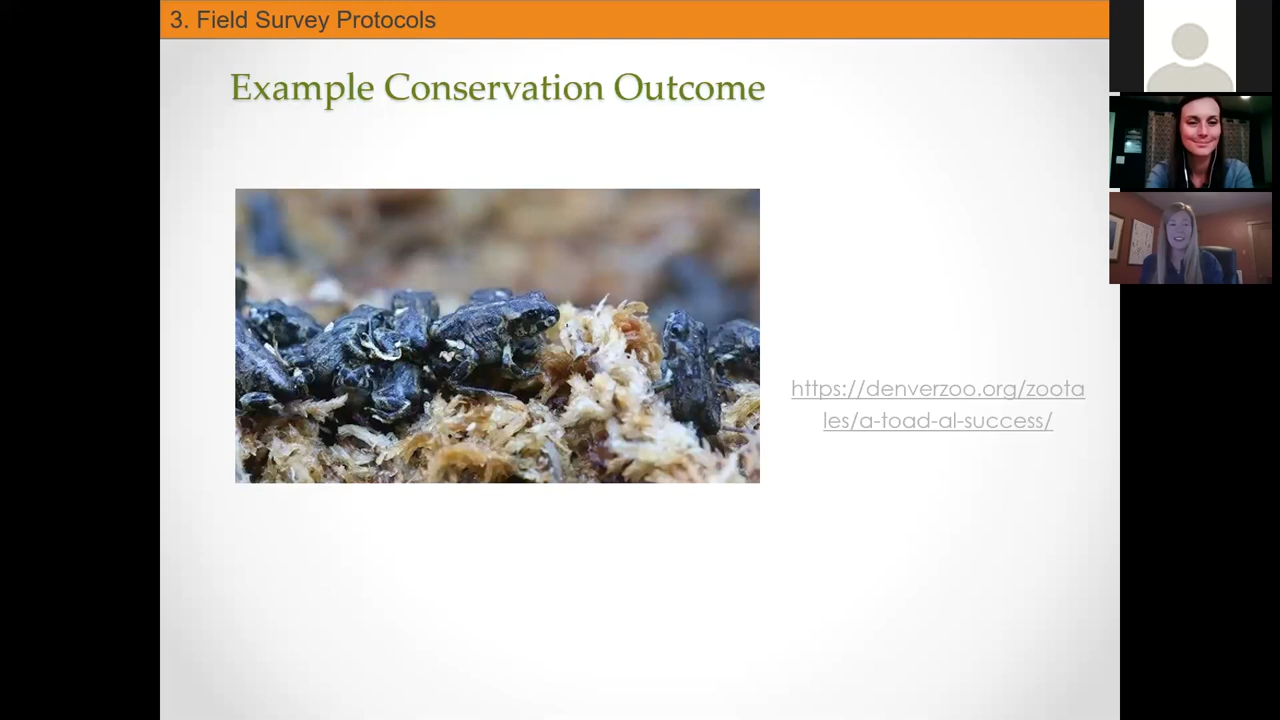 3. Field Survey Protocols
Example Conservation Outcome
https://denverzoo.org/zoota
les/a-toad-al-success/